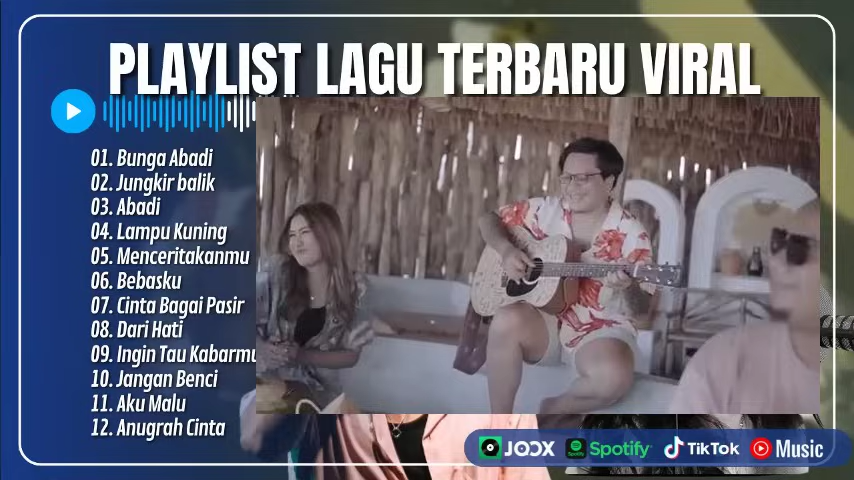 PLAYLIST LAGU TERBARU VIRAL
01. Bunga Abadi
02. Jungkir balik
03. Abadi
04. Lampu Kuning
05. Menceritakanmu
06. Bebasku
07. Cinta Bagai Pasir
08. Dari Hati
09. Ingin Tau Kabarmu
10. Jangan Benci
11. Aku Malu
12. Anugrah Cinta
JOOX Spotify Spotify TikTok Music